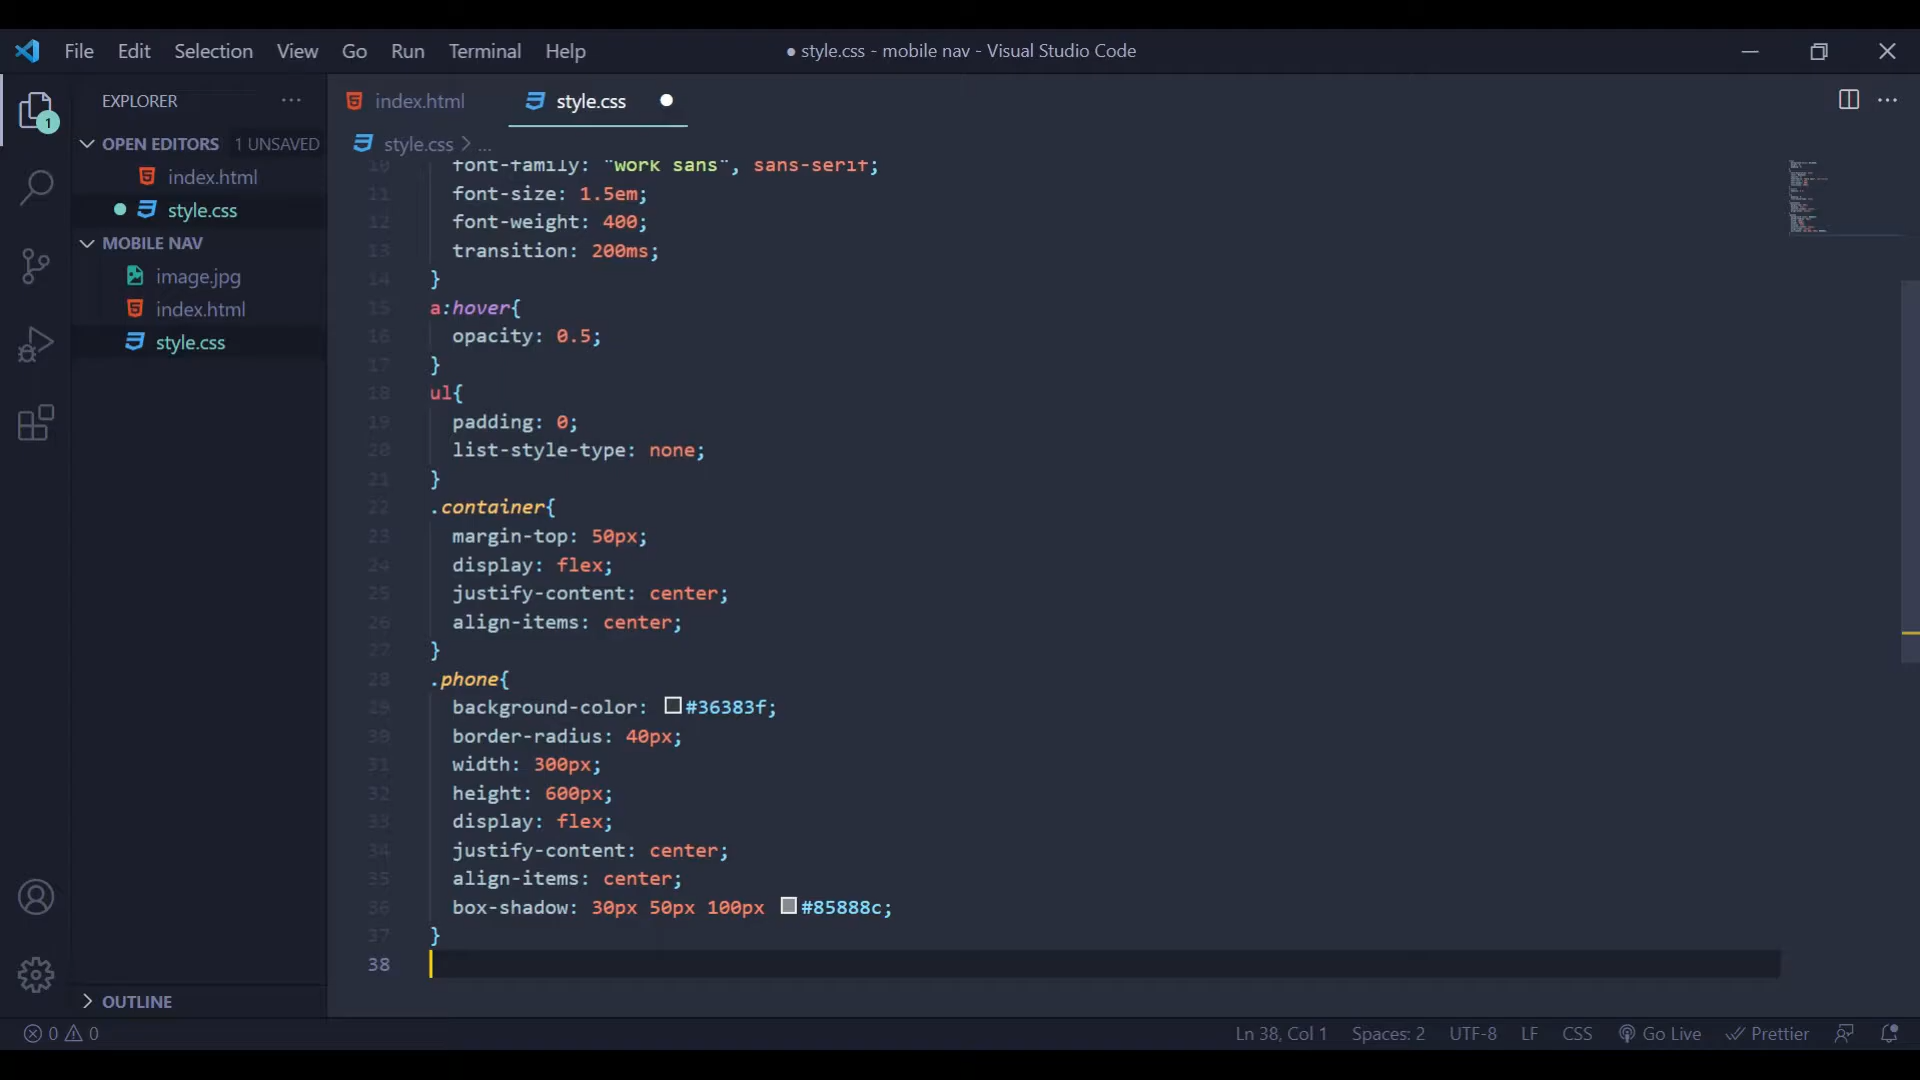 File Edit Selection View Go Run Terminal Help
● style.css - mobile nav - Visual Studio Code
EXPLORER
OPEN EDITORS 1 UNSAVED
index.html
style.css
MOBILE NAV
image.jpg
index.html
style.css
OUTLINE
1
index.html
style.css
style.css > ...
10 font-family: "work sans", sans-serif;
11 font-size: 1.5em;
12 font-weight: 400;
13 transition: 200ms;
14 }
15 a:hover{
16 opacity: 0.5;
17 }
18 ul{
19 padding: 0;
20 list-style-type: none;
21 }
22 .container{
23 margin-top: 50px;
24 display: flex;
25 justify-content: center;
26 align-items: center;
27 }
28 .phone{
29 background-color: #36383f;
30 border-radius: 40px;
31 width: 300px;
32 height: 600px;
33 display: flex;
34 justify-content: center;
35 align-items: center;
36 box-shadow: 30px 50px 100px #85888c;
37 }
38
0 0
Ln 38, Col 1 Spaces: 2 UTF-8 LF CSS Go Live Prettier